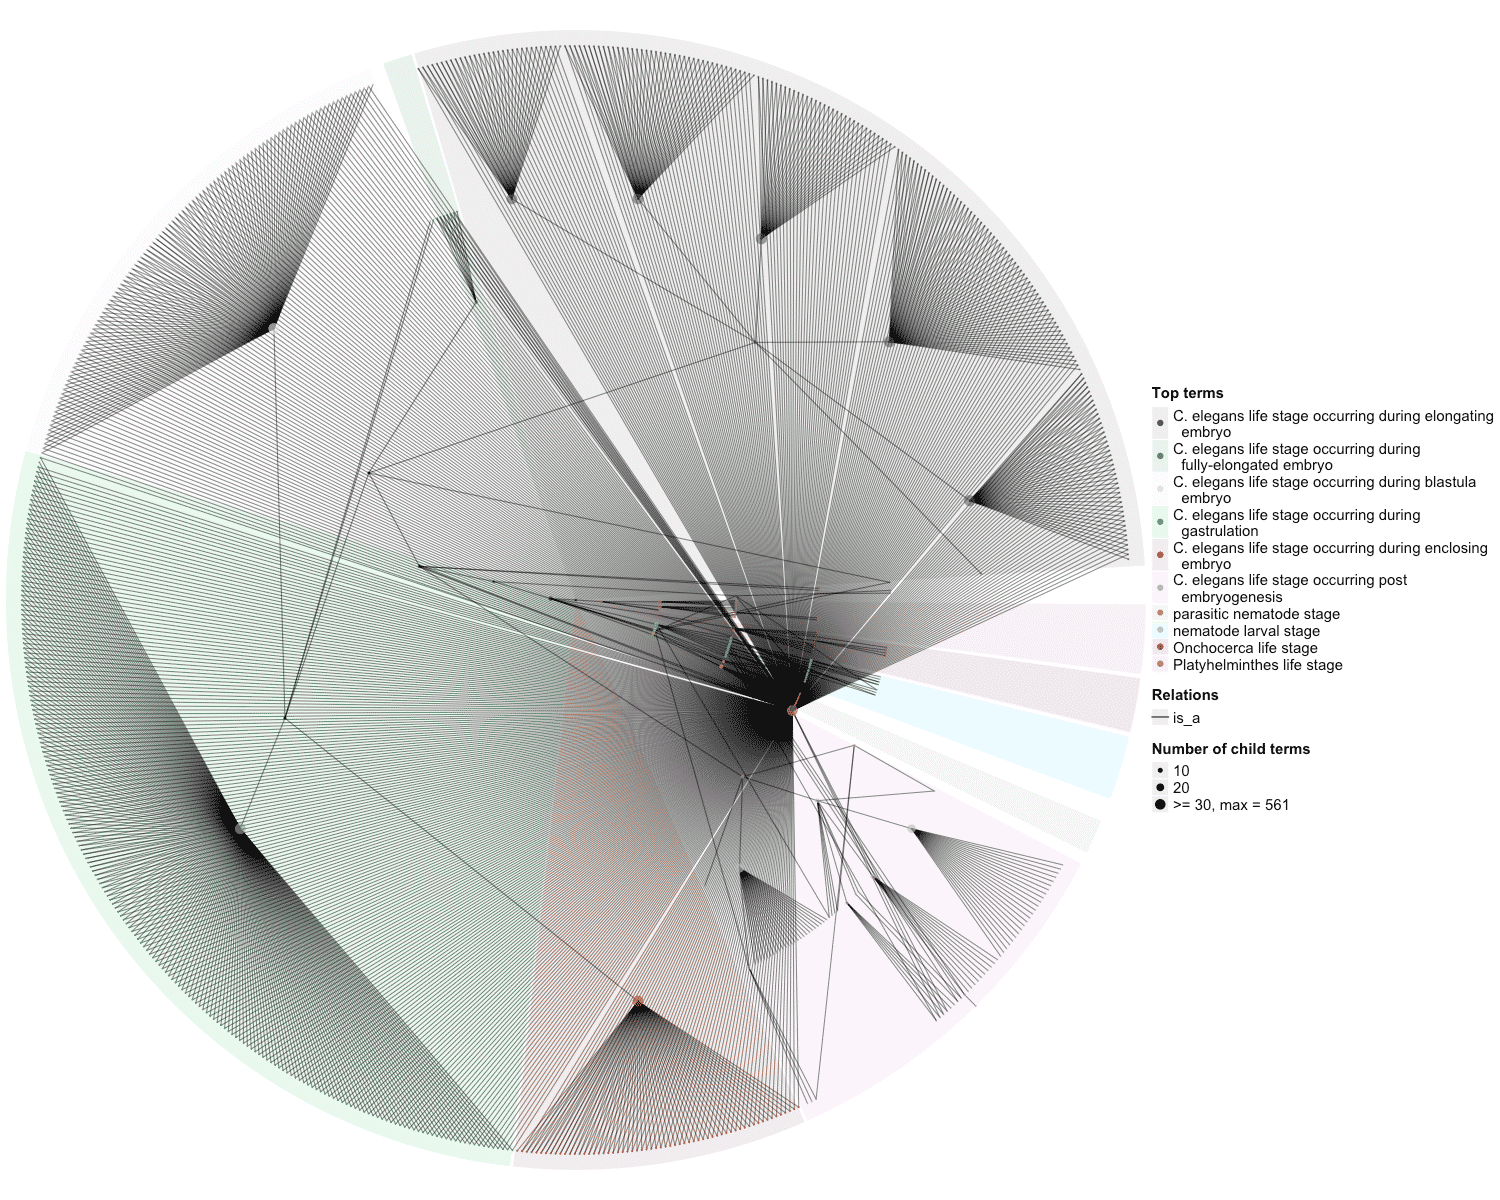 Top terms
C. elegans life stage occurring during elongating
embryo
C. elegans life stage occurring during
fully-elongated embryo
C. elegans life stage occurring during blastula
embryo
C. elegans life stage occurring during
gastrulation
C. elegans life stage occurring during enclosing
embryo
C. elegans life stage occurring post
embryogenesis
parasitic nematode stage
nematode larval stage
Onchocerca life stage
Platyhelminthes life stage
Relations
is_a
Number of child terms
10
20
>= 30, max = 561